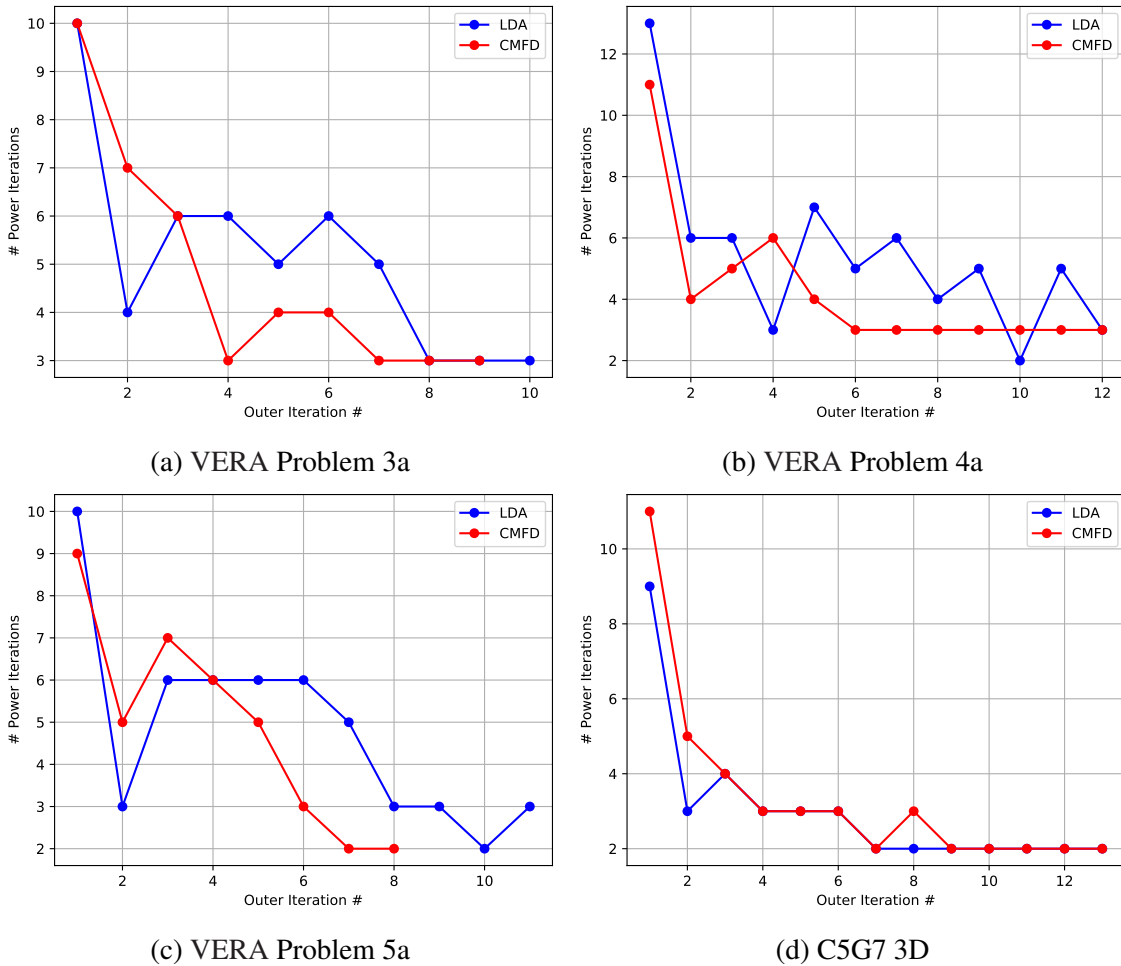 10
9
8
7
6
5
4
3
# Power Iterations
2
4
6
8
10
Outer Iteration #
LDA
CMFD
(a) VERA Problem 3a
12
10
8
6
4
2
# Power Iterations
2
4
6
8
10
12
Outer Iteration #
LDA
CMFD
(b) VERA Problem 4a
10
9
8
7
6
5
4
3
2
# Power Iterations
2
4
6
8
10
Outer Iteration #
LDA
CMFD
(c) VERA Problem 5a
10
8
6
4
2
# Power Iterations
2
4
6
8
10
12
Outer Iteration #
LDA
CMFD
(d) C5G7 3D